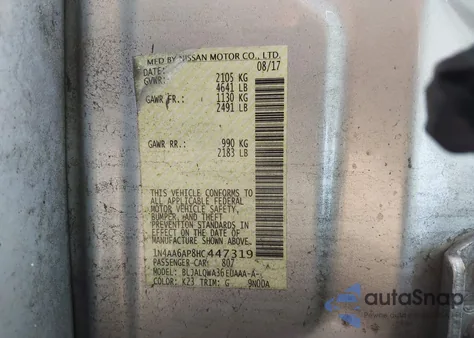 MFD BY NISSAN MOTOR CO., LTD.
DATE: 08/17
GVWR: 2105 KG
4641 LB
GAWR FR.: 1130 KG
2491 LB
GAWR RR.: 990 KG
2183 LB
THIS VEHICLE CONFORMS TO
ALL APPLICABLE FEDERAL
MOTOR VEHICLE SAFETY,
BUMPER, AND THEFT
PREVENTION STANDARDS IN
EFFECT ON THE DATE OF
MANUFACTURE SHOWN ABOVE.
1N4AA6AP8HC447319
PASSENGER-CAR: 807
MODEL: BLJALQWA36EUAAA-A-
COLOR: K23 TRIM: G 9N00A
autoSnap